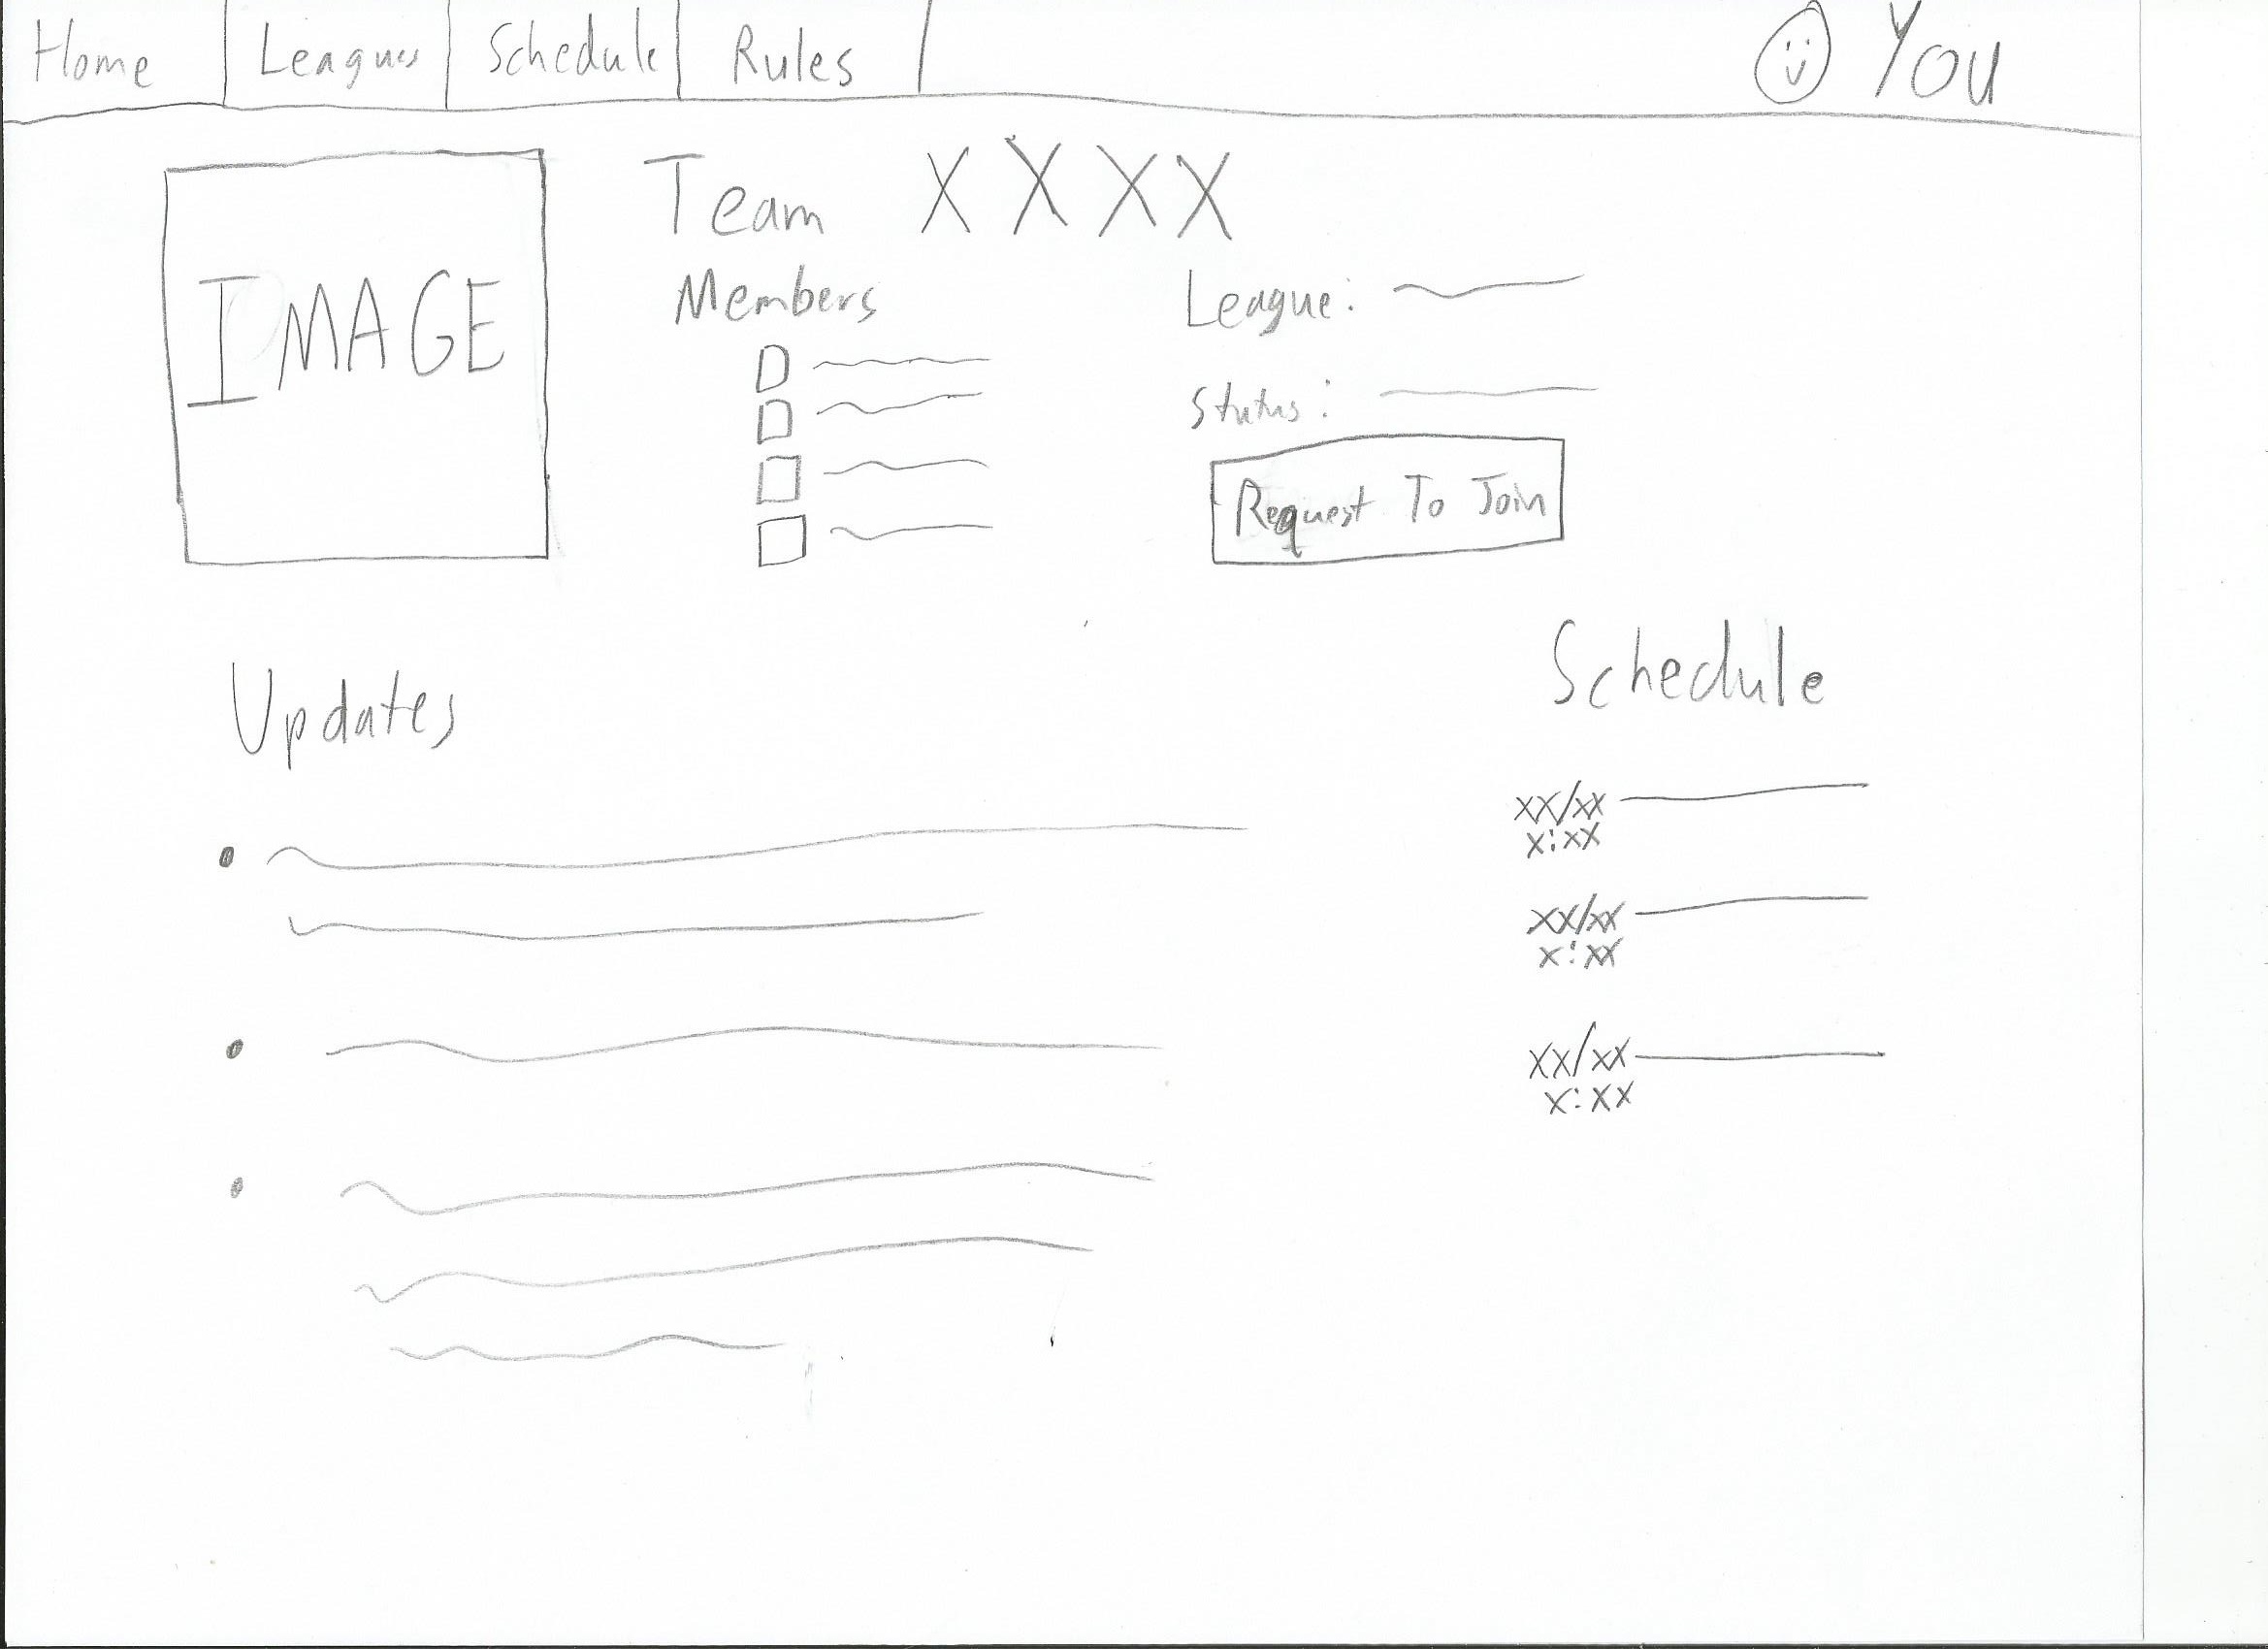 Home Leagues Schedule Rules You
Team XXXX
IMAGE
Members
League:
Status:
Request To Join
Updates
Schedule
xx/xx
x:xx
xx/xx
x:xx
xx/xx
x:xx